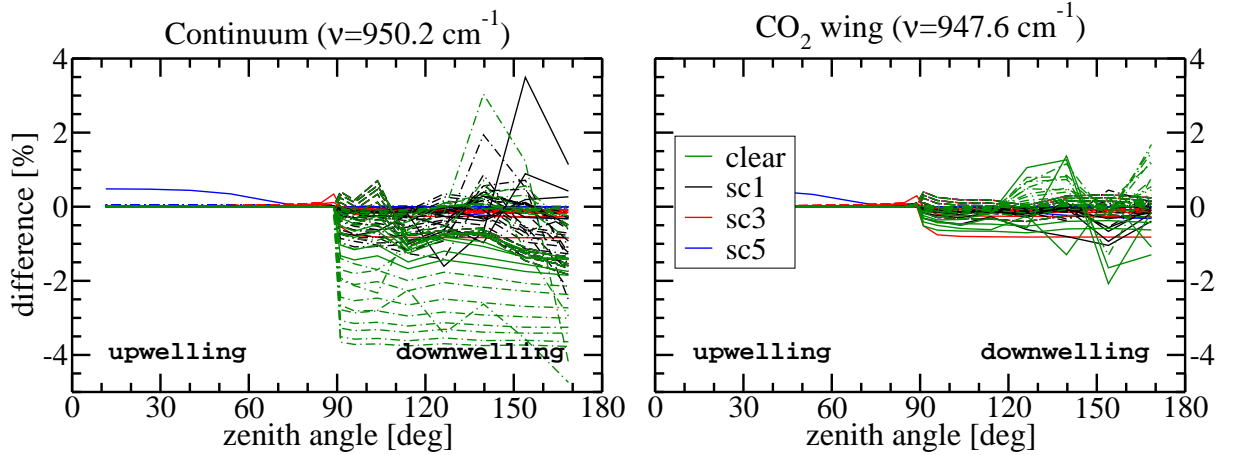 Continuum (ν=950.2 cm⁻¹)
CO₂ wing (ν=947.6 cm⁻¹)
difference [%]
4
2
0
-2
-4
upwelling
downwelling
0 30 60 90 120 150 180
zenith angle [deg]
clear
sc1
sc3
sc5
upwelling
downwelling
4
2
0
-2
-4
0 30 60 90 120 150 180
zenith angle [deg]